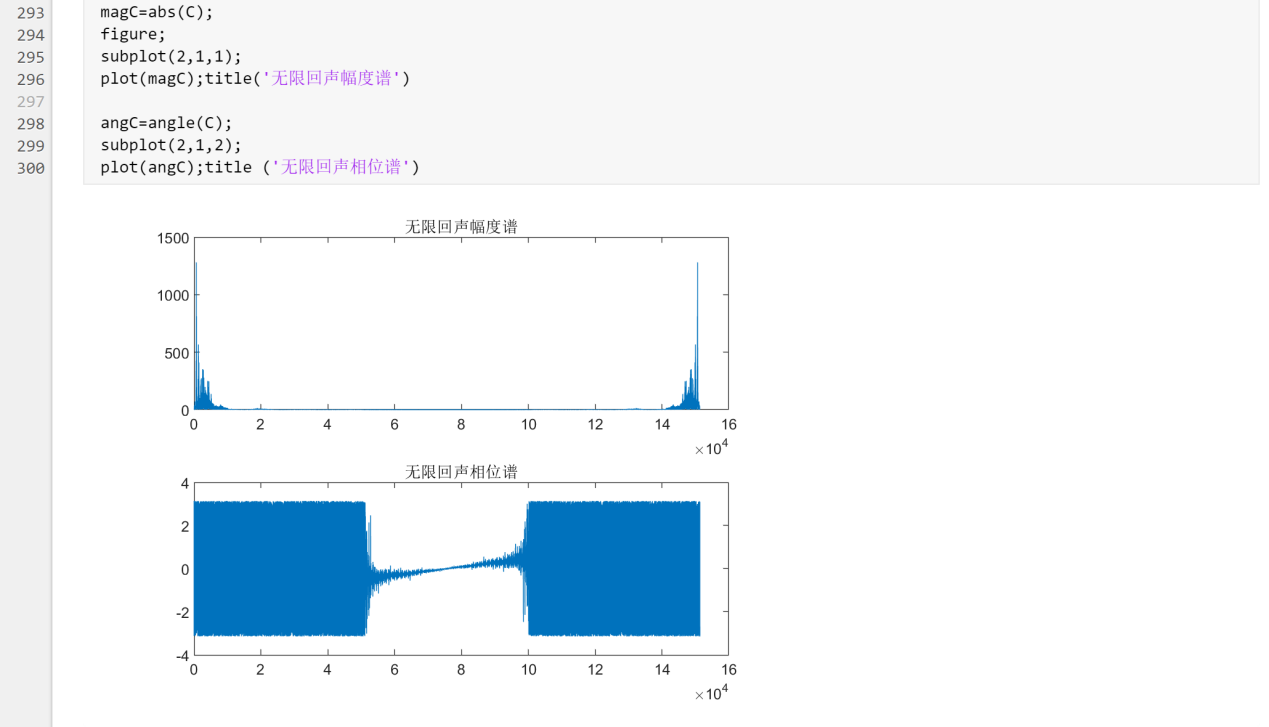 293 magC=abs(C);
294 figure;
295 subplot(2,1,1);
296 plot(magC);title('无限回声幅度谱')
297
298 angC=angle(C);
299 subplot(2,1,2);
300 plot(angC);title ('无限回声相位谱')
无限回声幅度谱
1500
1000
500
0
0 2 4 6 8 10 12 14 16
×10⁴
无限回声相位谱
4
2
0
-2
-4
0 2 4 6 8 10 12 14 16
×10⁴